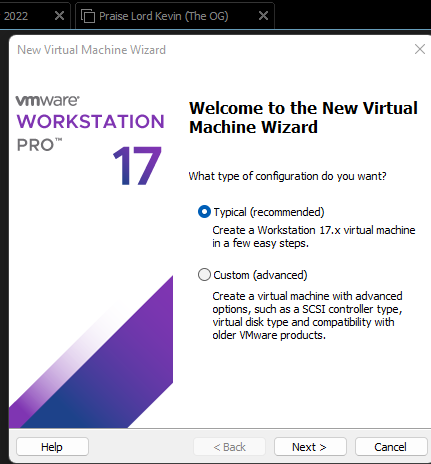 2022
Praise Lord Kevin (The OG)
New Virtual Machine Wizard
vmware®
WORKSTATION
PRO™
17
Welcome to the New Virtual
Machine Wizard
What type of configuration do you want?
Typical (recommended)
Create a Workstation 17.x virtual machine
in a few easy steps.
Custom (advanced)
Create a virtual machine with advanced
options, such as a SCSI controller type,
virtual disk type and compatibility with
older VMware products.
Help
< Back
Next >
Cancel